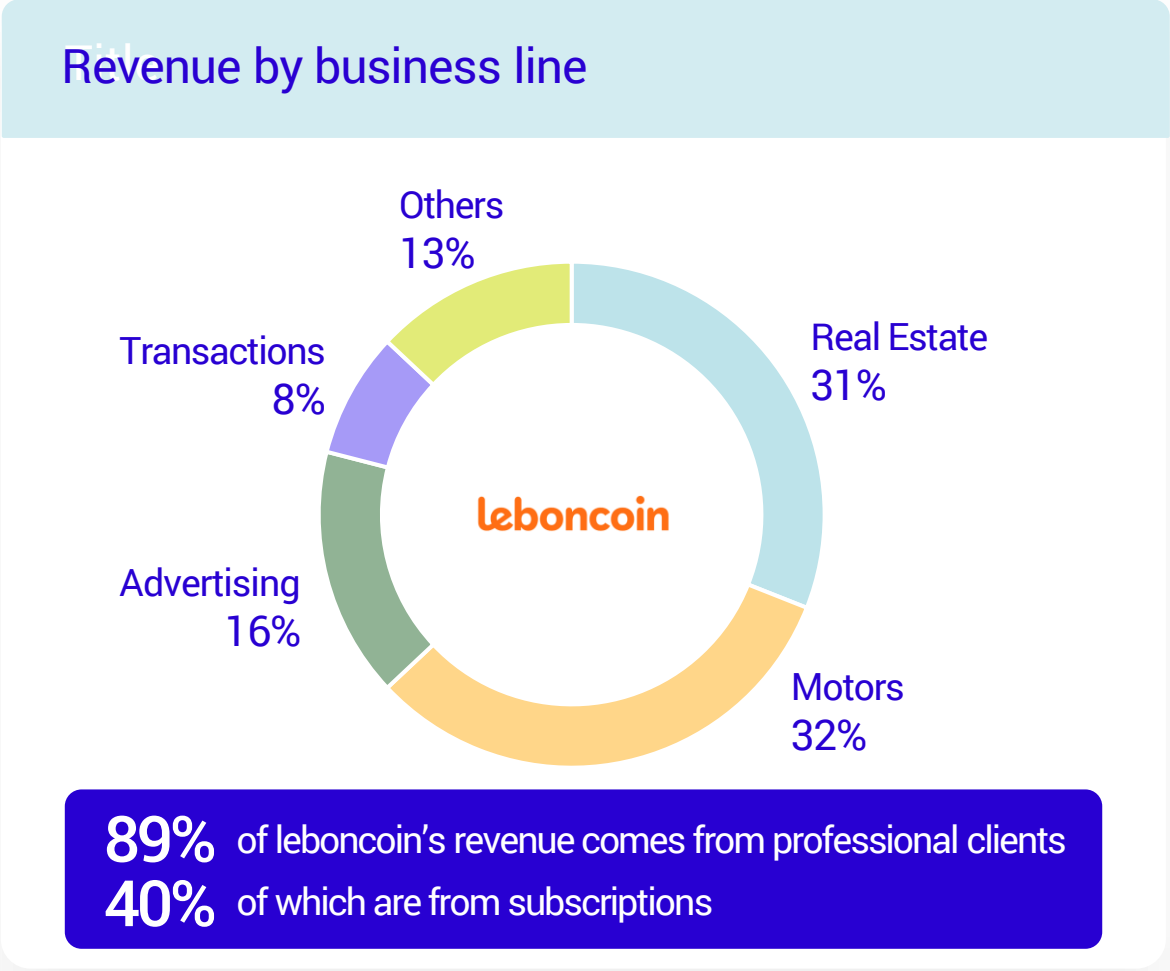 Title
Revenue by business line
Others
13%
Transactions
8%
Real Estate
31%
leboncoin
Advertising
16%
Motors
32%
89% of leboncoin’s revenue comes from professional clients
40% of which are from subscriptions